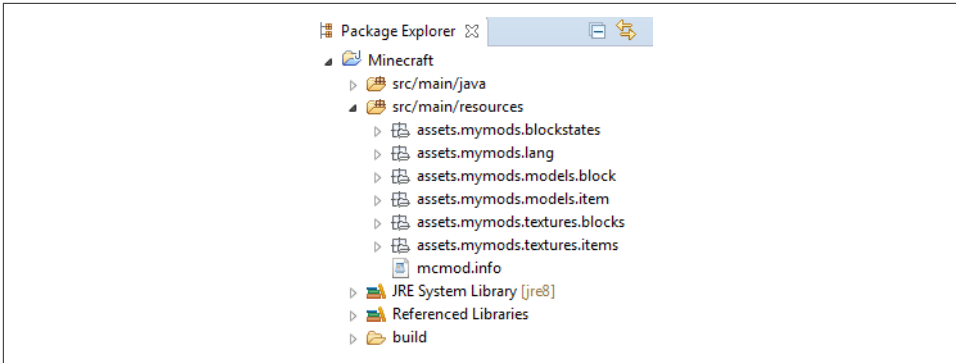 Package Explorer
Minecraft
src/main/java
src/main/resources
assets.mymods.blockstates
assets.mymods.lang
assets.mymods.models.block
assets.mymods.models.item
assets.mymods.textures.blocks
assets.mymods.textures.items
mcmod.info
JRE System Library [jre8]
Referenced Libraries
build